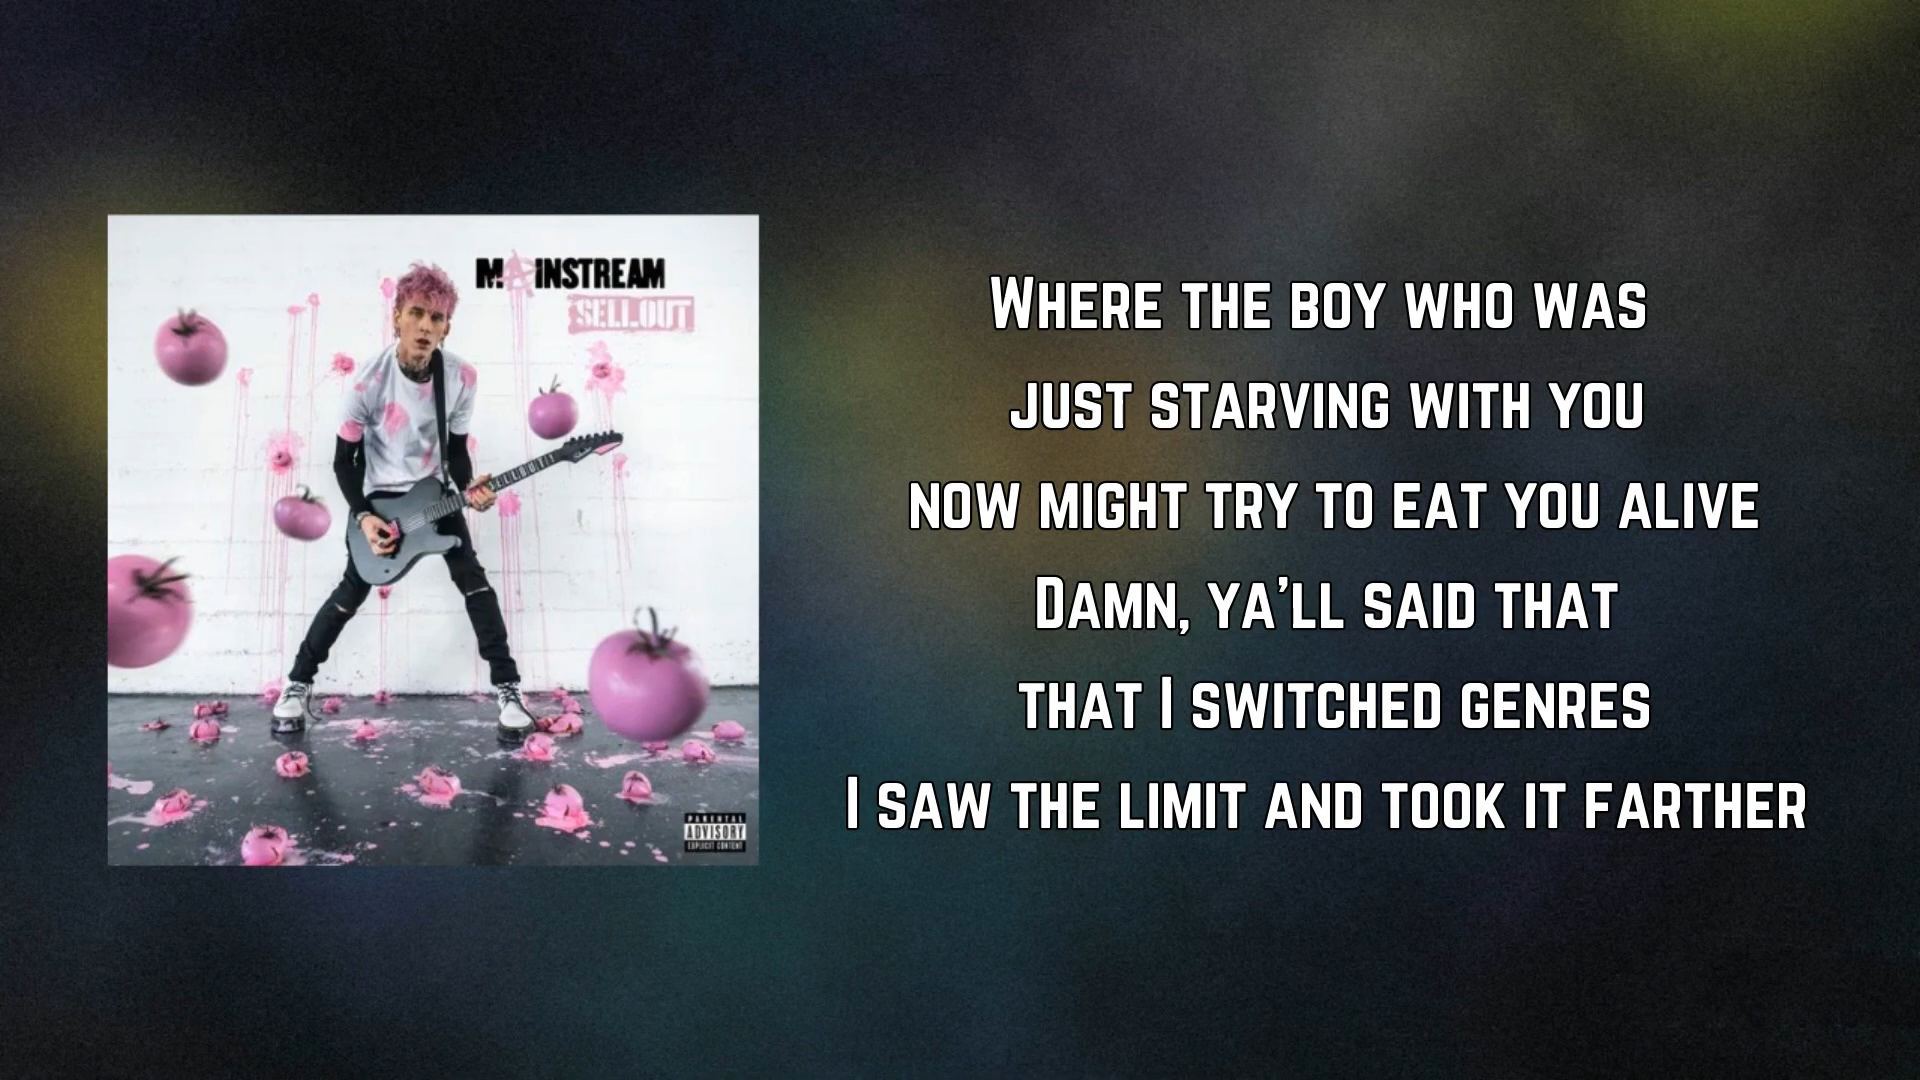 MAINSTREAM
SELLOUT
SELLOUT
PARENTAL
ADVISORY
EXPLICIT CONTENT
Where the boy who was
just starving with you
now might try to eat you alive
Damn, ya'll said that
that I switched genres
I saw the limit and took it farther